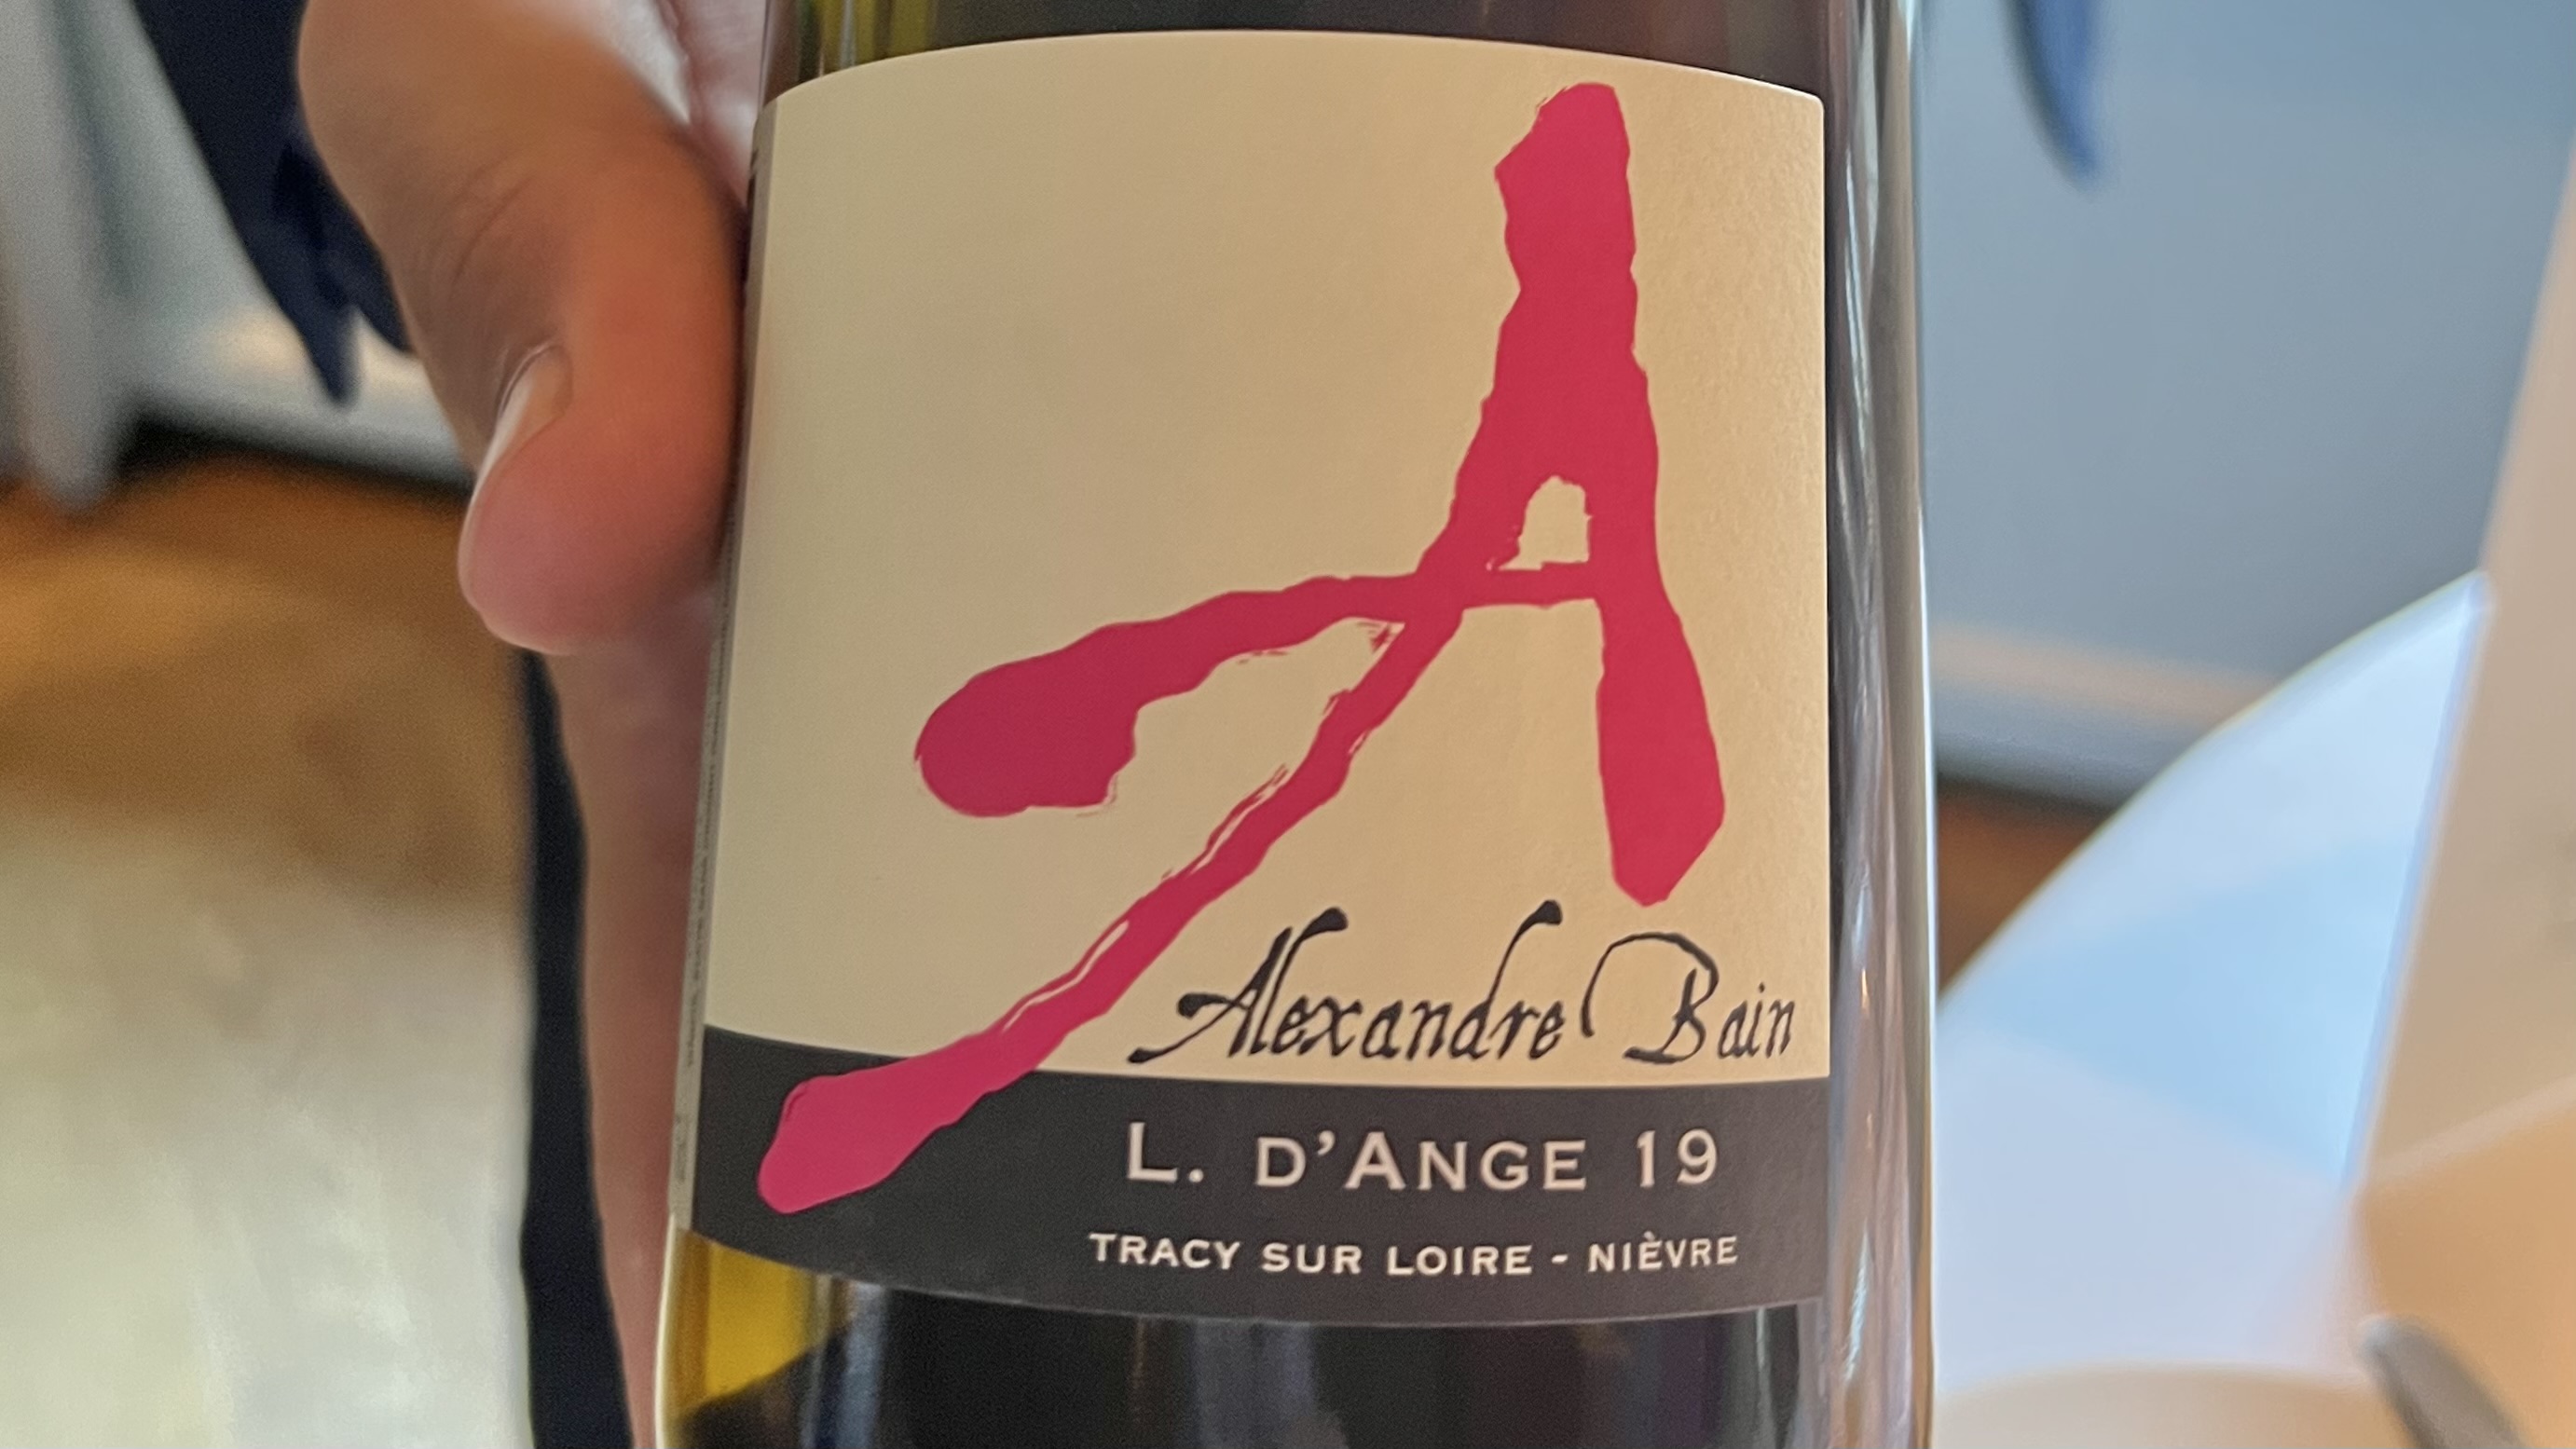 Alexandre Bain
L. D'ANGE 19
TRACY SUR LOIRE - NIÈVRE